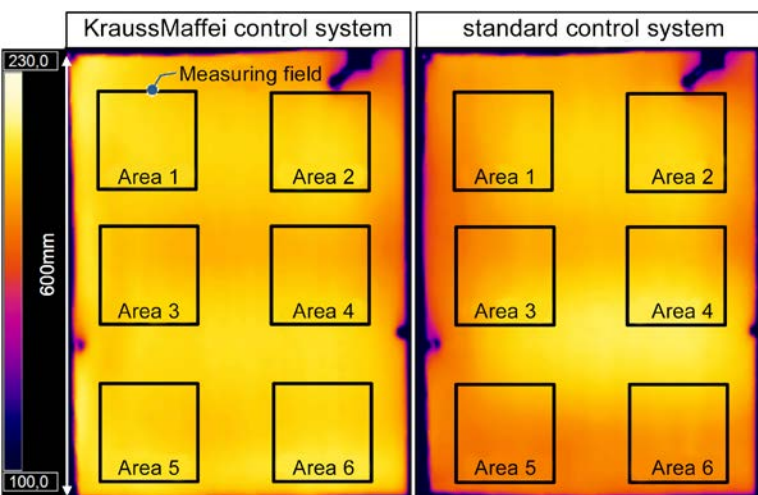 KraussMaffei control system
standard control system
230,0
Measuring field
Area 1
Area 2
Area 1
Area 2
600mm
Area 3
Area 4
Area 3
Area 4
Area 5
Area 6
Area 5
Area 6
100,0